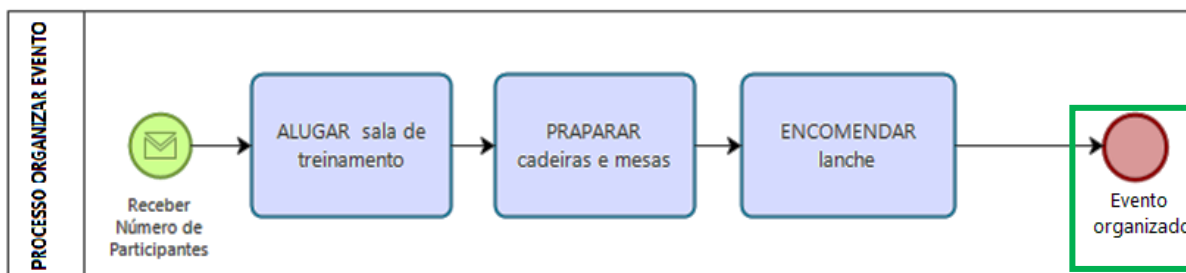 PROCESSO ORGANIZAR EVENTO
Receber
Número de
Participantes
ALUGAR sala de
treinamento
PRAPARAR
cadeiras e mesas
ENCOMENDAR
lanche
Evento
organizado